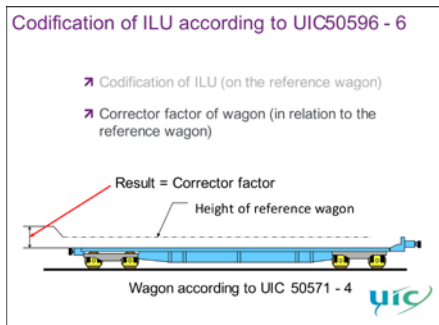 Codification of ILU according to UIC50596 - 6
Codification of ILU (on the reference wagon)
Corrector factor of wagon (in relation to the
reference wagon)
Result = Corrector factor
Height of reference wagon
Wagon according to UIC 50571 - 4
uic